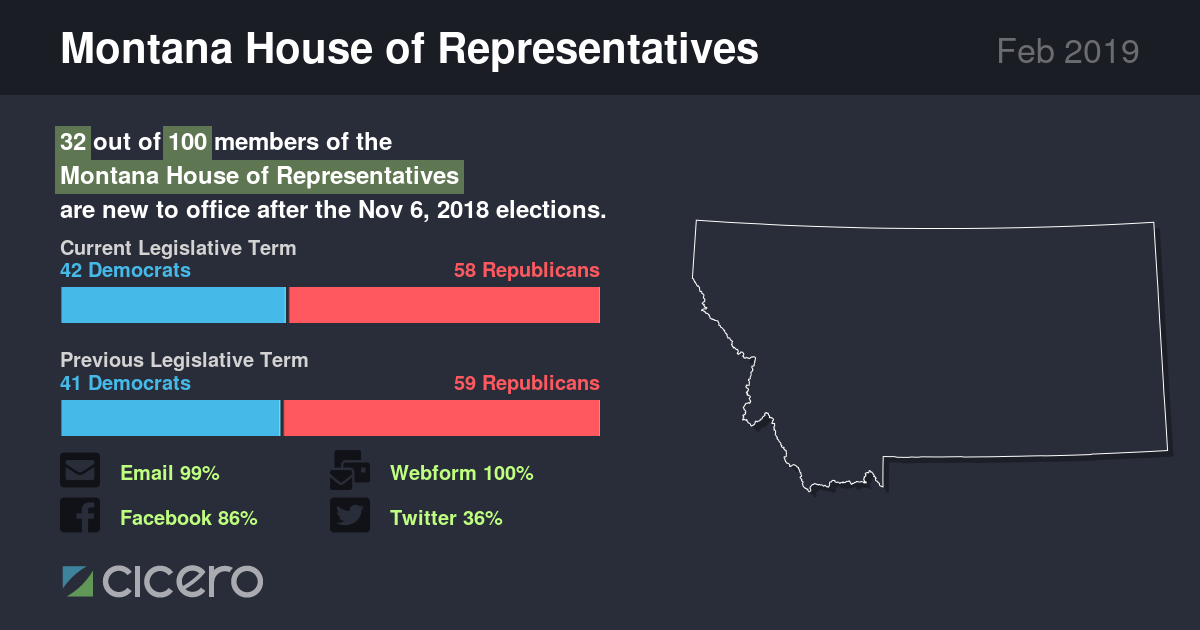 Montana House of Representatives
Feb 2019
32 out of 100 members of the
Montana House of Representatives
are new to office after the Nov 6, 2018 elections.
Current Legislative Term
42 Democrats 58 Republicans
Previous Legislative Term
41 Democrats 59 Republicans
Email 99% Webform 100%
Facebook 86% Twitter 36%
cicero